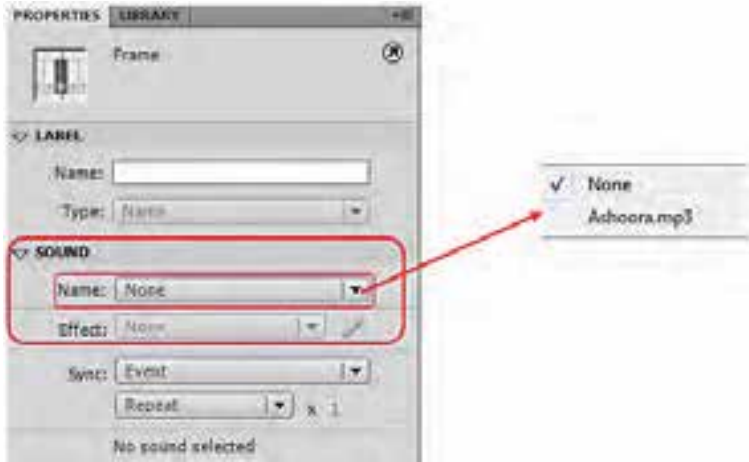 PROPERTIES LIBRARY
Frame
LABEL
Name:
Type: Name
SOUND
Name: None
Effect: None
Sync: Event
Repeat x 1
No sound selected
None
Ashoora.mp3